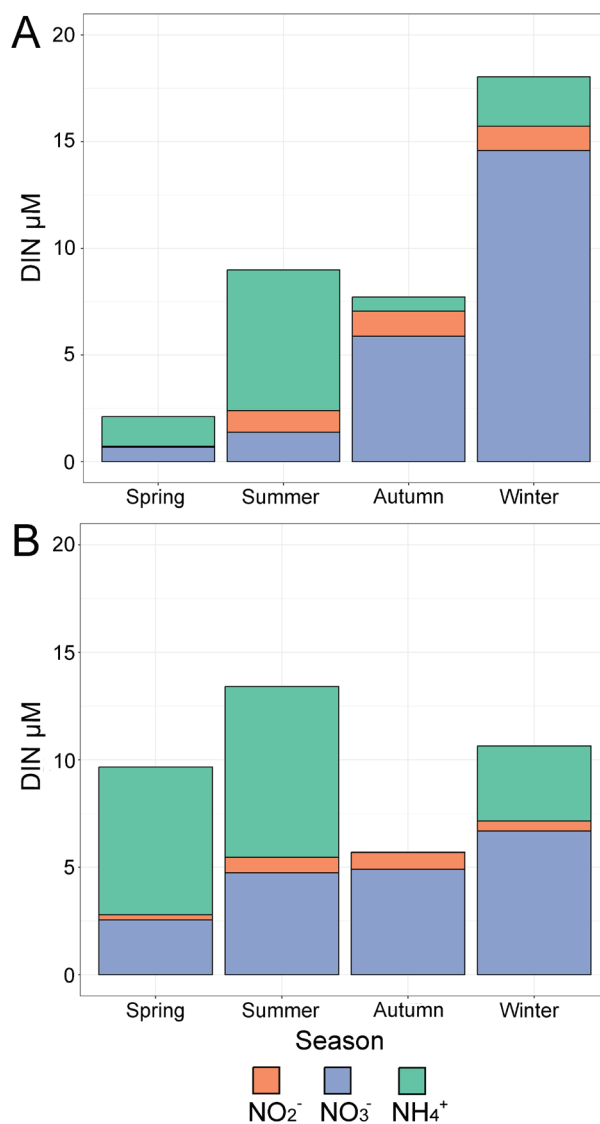 A
DIN µM
20
15
10
5
0
Spring Summer Autumn Winter
B
DIN µM
20
15
10
5
0
Spring Summer Autumn Winter
Season
NO₂⁻ NO₃⁻ NH₄⁺